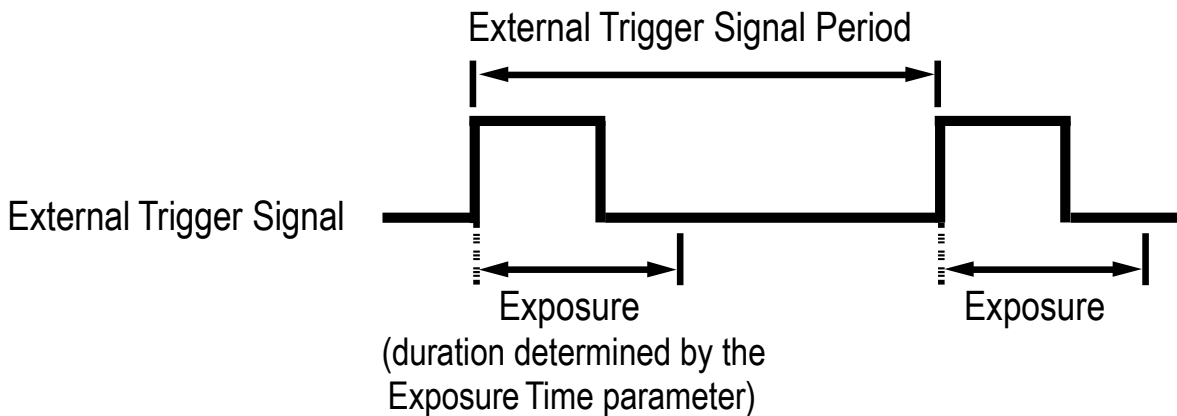 External Trigger Signal Period
External Trigger Signal
Exposure
(duration determined by the
Exposure Time parameter)
Exposure